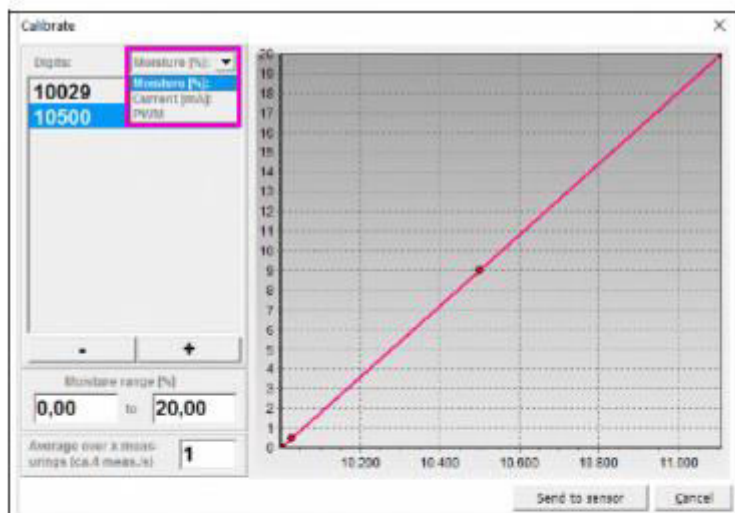 Calibrate
Digits: Moisture [%]:
10029 Moisture [%]:
Current [mA]:
10500 PWM
- +
Moisture range [%]
0,00 to 20,00
Average over x meas-
urings (ca.4 meas./s)
1
20
19
18
17
16
15
14
13
12
11
10
9
8
7
6
5
4
3
2
1
0
10.200 10.400 10.600 10.800 11.000
Send to sensor Cancel